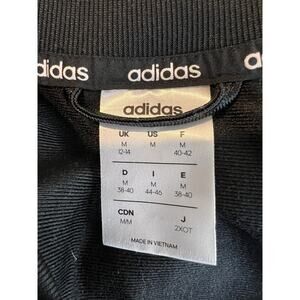 adidas adidas
adidas
UK US F
M M M
12-14 40-42
D I E
M M M
38-40 44-46 38-40
CDN J
M/M 2XOT
MADE IN VIETNAM